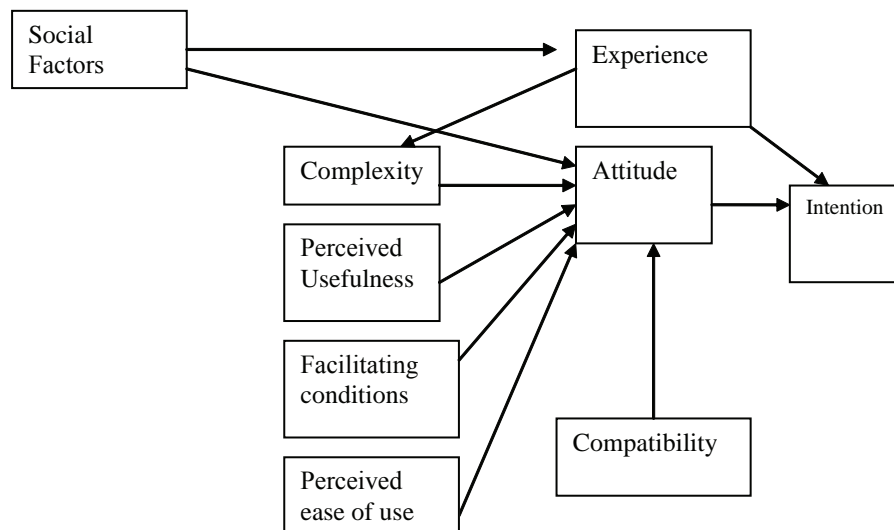 Social
Factors
Experience
Complexity
Attitude
Intention
Perceived
Usefulness
Facilitating
conditions
Compatibility
Perceived
ease of use